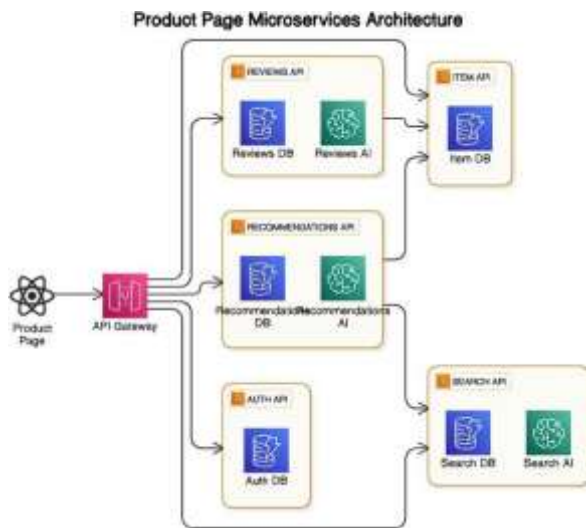 Product Page Microservices Architecture
REVIEWS API
Reviews DB
Reviews AI
ITEM API
Item DB
RECOMMENDATIONS API
Recommendations
DB
Recommendations
AI
Product
Page
API Gateway
AUTH API
Auth DB
SEARCH API
Search DB
Search AI